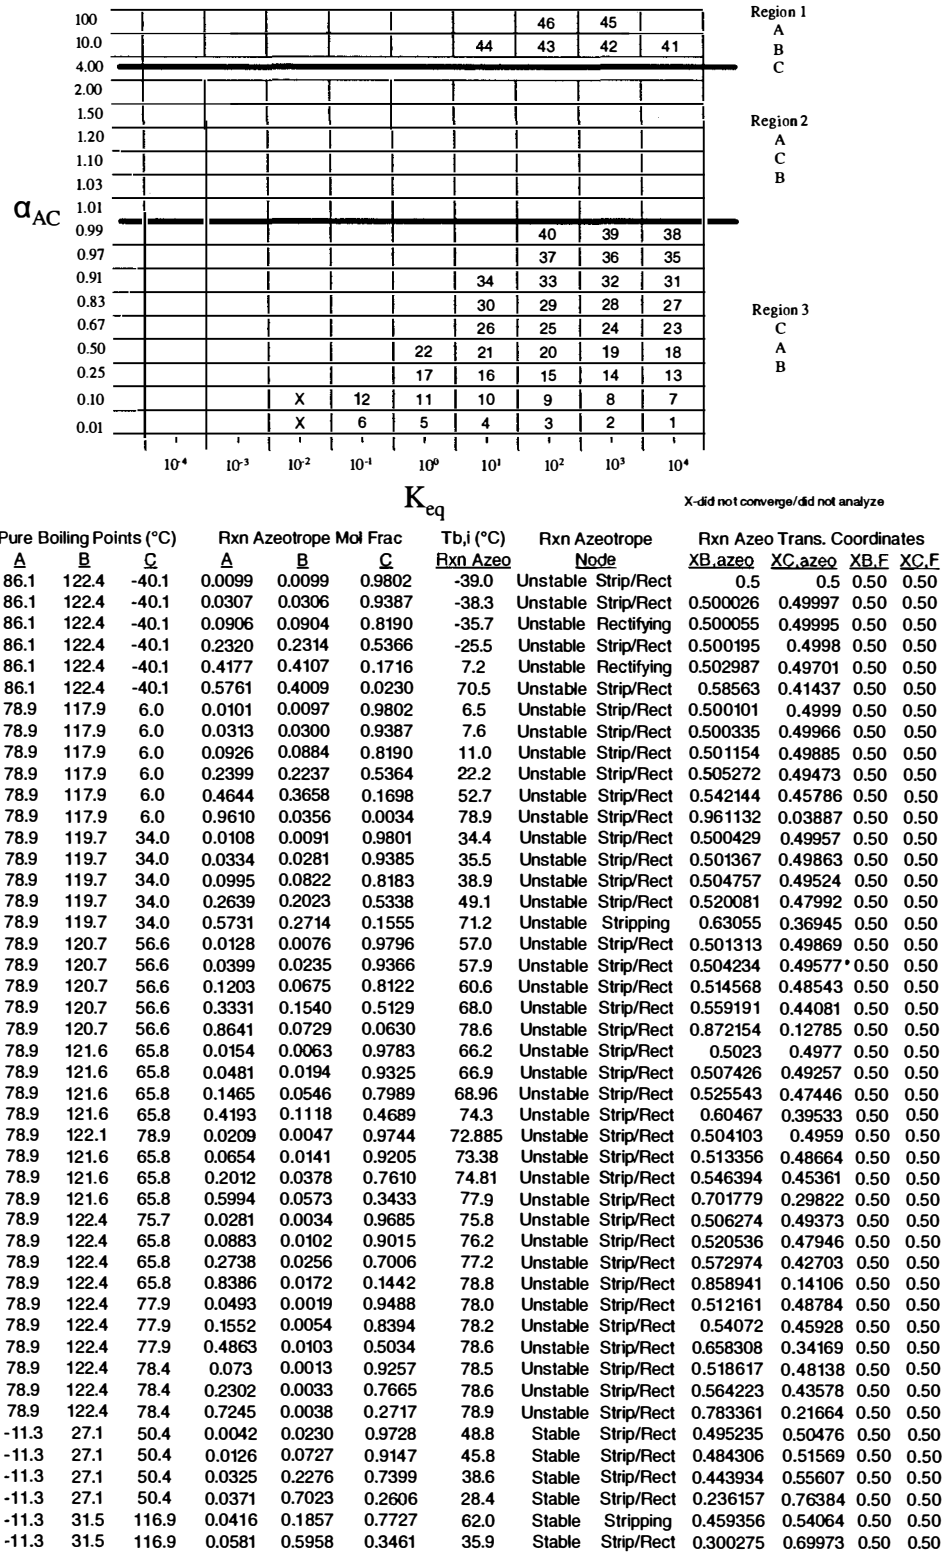 100 46 45 Region 1
A
10.0 44 43 42 41 B
4.00 C
2.00
1.50
Region 2
1.20 A
1.10 C
1.03 B
αAC 1.01
0.99 40 39 38
0.97 37 36 35
0.91 34 33 32 31
0.83 30 29 28 27 Region 3
0.67 26 25 24 23 C
0.50 22 21 20 19 18 A
0.25 17 16 15 14 13 B
0.10 X 12 11 10 9 8 7
0.01 X 6 5 4 3 2 1
10-4 10-3 10-2 10-1 100 101 102 103 104
Keq
X-did not converge/did not analyze
Pure Boiling Points (°C) Rxn Azeotrope Mol Frac Tb,i (°C) Rxn Azeotrope Rxn Azeo Trans. Coordinates
A B C A B C Rxn Azeo Node XB,azeo XC,azeo XB,F XC,F
86.1 122.4 -40.1 0.0099 0.0099 0.9802 -39.0 Unstable Strip/Rect 0.5 0.5 0.50 0.50
86.1 122.4 -40.1 0.0307 0.0306 0.9387 -38.3 Unstable Strip/Rect 0.500026 0.49997 0.50 0.50
86.1 122.4 -40.1 0.0906 0.0904 0.8190 -35.7 Unstable Rectifying 0.500055 0.49995 0.50 0.50
86.1 122.4 -40.1 0.2320 0.2314 0.5366 -25.5 Unstable Strip/Rect 0.500195 0.4998 0.50 0.50
86.1 122.4 -40.1 0.4177 0.4107 0.1716 7.2 Unstable Rectifying 0.502987 0.49701 0.50 0.50
86.1 122.4 -40.1 0.5761 0.4009 0.0230 70.5 Unstable Strip/Rect 0.58563 0.41437 0.50 0.50
78.9 117.9 6.0 0.0101 0.0097 0.9802 6.5 Unstable Strip/Rect 0.500101 0.4999 0.50 0.50
78.9 117.9 6.0 0.0313 0.0300 0.9387 7.6 Unstable Strip/Rect 0.500335 0.49966 0.50 0.50
78.9 117.9 6.0 0.0926 0.0884 0.8190 11.0 Unstable Strip/Rect 0.501154 0.49885 0.50 0.50
78.9 117.9 6.0 0.2399 0.2237 0.5364 22.2 Unstable Strip/Rect 0.505272 0.49473 0.50 0.50
78.9 117.9 6.0 0.4644 0.3658 0.1698 52.7 Unstable Strip/Rect 0.542144 0.45786 0.50 0.50
78.9 117.9 6.0 0.9610 0.0356 0.0034 78.9 Unstable Strip/Rect 0.961132 0.03887 0.50 0.50
78.9 119.7 34.0 0.0108 0.0091 0.9801 34.4 Unstable Strip/Rect 0.500429 0.49957 0.50 0.50
78.9 119.7 34.0 0.0334 0.0281 0.9385 35.5 Unstable Strip/Rect 0.501367 0.49863 0.50 0.50
78.9 119.7 34.0 0.0995 0.0822 0.8183 38.9 Unstable Strip/Rect 0.504757 0.49524 0.50 0.50
78.9 119.7 34.0 0.2639 0.2023 0.5338 49.1 Unstable Strip/Rect 0.520081 0.47992 0.50 0.50
78.9 119.7 34.0 0.5731 0.2714 0.1555 71.2 Unstable Stripping 0.63055 0.36945 0.50 0.50
78.9 120.7 56.6 0.0128 0.0076 0.9796 57.0 Unstable Strip/Rect 0.501313 0.49869 0.50 0.50
78.9 120.7 56.6 0.0399 0.0235 0.9366 57.9 Unstable Strip/Rect 0.504234 0.49577 0.50 0.50
78.9 120.7 56.6 0.1203 0.0675 0.8122 60.6 Unstable Strip/Rect 0.514568 0.48543 0.50 0.50
78.9 120.7 56.6 0.3331 0.1540 0.5129 68.0 Unstable Strip/Rect 0.559191 0.44081 0.50 0.50
78.9 120.7 56.6 0.8641 0.0729 0.0630 78.6 Unstable Strip/Rect 0.872154 0.12785 0.50 0.50
78.9 121.6 65.8 0.0154 0.0063 0.9783 66.2 Unstable Strip/Rect 0.5023 0.4977 0.50 0.50
78.9 121.6 65.8 0.0481 0.0194 0.9325 66.9 Unstable Strip/Rect 0.507426 0.49257 0.50 0.50
78.9 121.6 65.8 0.1465 0.0546 0.7989 68.96 Unstable Strip/Rect 0.525543 0.47446 0.50 0.50
78.9 121.6 65.8 0.4193 0.1118 0.4689 74.3 Unstable Strip/Rect 0.60467 0.39533 0.50 0.50
78.9 122.1 78.9 0.0209 0.0047 0.9744 72.885 Unstable Strip/Rect 0.504103 0.4959 0.50 0.50
78.9 121.6 65.8 0.0654 0.0141 0.9205 73.38 Unstable Strip/Rect 0.513356 0.48664 0.50 0.50
78.9 121.6 65.8 0.2012 0.0378 0.7610 74.81 Unstable Strip/Rect 0.546394 0.45361 0.50 0.50
78.9 121.6 65.8 0.5994 0.0573 0.3433 77.9 Unstable Strip/Rect 0.701779 0.29822 0.50 0.50
78.9 122.4 75.7 0.0281 0.0034 0.9685 75.8 Unstable Strip/Rect 0.506274 0.49373 0.50 0.50
78.9 122.4 65.8 0.0883 0.0102 0.9015 76.2 Unstable Strip/Rect 0.520536 0.47946 0.50 0.50
78.9 122.4 65.8 0.2738 0.0256 0.7006 77.2 Unstable Strip/Rect 0.572974 0.42703 0.50 0.50
78.9 122.4 65.8 0.8386 0.0172 0.1442 78.8 Unstable Strip/Rect 0.858941 0.14106 0.50 0.50
78.9 122.4 77.9 0.0493 0.0019 0.9488 78.0 Unstable Strip/Rect 0.512161 0.48784 0.50 0.50
78.9 122.4 77.9 0.1552 0.0054 0.8394 78.2 Unstable Strip/Rect 0.54072 0.45928 0.50 0.50
78.9 122.4 77.9 0.4863 0.0103 0.5034 78.6 Unstable Strip/Rect 0.658308 0.34169 0.50 0.50
78.9 122.4 78.4 0.073 0.0013 0.9257 78.5 Unstable Strip/Rect 0.518617 0.48138 0.50 0.50
78.9 122.4 78.4 0.2302 0.0033 0.7665 78.6 Unstable Strip/Rect 0.564223 0.43578 0.50 0.50
78.9 122.4 78.4 0.7245 0.0038 0.2717 78.9 Unstable Strip/Rect 0.783361 0.21664 0.50 0.50
-11.3 27.1 50.4 0.0042 0.0230 0.9728 48.8 Stable Strip/Rect 0.495235 0.50476 0.50 0.50
-11.3 27.1 50.4 0.0126 0.0727 0.9147 45.8 Stable Strip/Rect 0.484306 0.51569 0.50 0.50
-11.3 27.1 50.4 0.0325 0.2276 0.7399 38.6 Stable Strip/Rect 0.443934 0.55607 0.50 0.50
-11.3 27.1 50.4 0.0371 0.7023 0.2606 28.4 Stable Strip/Rect 0.236157 0.76384 0.50 0.50
-11.3 31.5 116.9 0.0416 0.1857 0.7727 62.0 Stable Stripping 0.459356 0.54064 0.50 0.50
-11.3 31.5 116.9 0.0581 0.5958 0.3461 35.9 Stable Strip/Rect 0.300275 0.69973 0.50 0.50